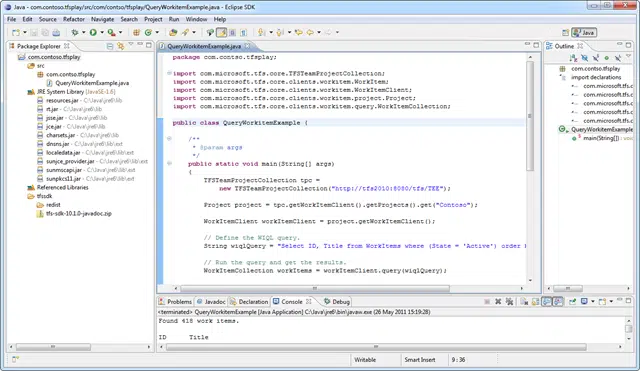 Java - com.contoso.tfsplay/src/com/contso/tfsplay/QueryWorkitemExample.java - Eclipse SDK
File Edit Source Refactor Navigate Search Project Run Window Help
Java
Package Explorer
com.contoso.tfsplay
src
com.contoso.tfsplay
QueryWorkitemExample.java
JRE System Library [JavaSE-1.6]
resources.jar - C:\Java\jre6\lib
rt.jar - C:\Java\jre6\lib
jsse.jar - C:\Java\jre6\lib
jce.jar - C:\Java\jre6\lib
charsets.jar - C:\Java\jre6\lib
dnsns.jar - C:\Java\jre6\lib\ext
localedata.jar - C:\Java\jre6\lib\ext
sunjce_provider.jar - C:\Java\jre6\lib\ext
sunmscapi.jar - C:\Java\jre6\lib\ext
sunpkcs11.jar - C:\Java\jre6\lib\ext
Referenced Libraries
tfssdk
redist
tfs-sdk-10.1.0-javadoc.zip
QueryWorkitemExample.java
package com.contoso.tfsplay;
import com.microsoft.tfs.core.TFSTeamProjectCollection;
import com.microsoft.tfs.core.clients.workitem.WorkItem;
import com.microsoft.tfs.core.clients.workitem.WorkItemClient;
import com.microsoft.tfs.core.clients.workitem.project.Project;
import com.microsoft.tfs.core.clients.workitem.query.WorkItemCollection;
public class QueryWorkitemExample {
/**
* @param args
*/
public static void main(String[] args)
{
TFSTeamProjectCollection tpc =
new TFSTeamProjectCollection("http://tfs2010:8080/tfs/TEE");
Project project = tpc.getWorkItemClient().getProjects().get("Contoso");
WorkItemClient workItemClient = project.getWorkItemClient();
// Define the WIQL query.
String wiqlQuery = "Select ID, Title from WorkItems where (State = 'Active') order
// Run the query and get the results.
WorkItemCollection workItems = workItemClient.query(wiqlQuery);
Outline
com.contoso.tfsplay
import declarations
com.microsoft.tfs.c
com.microsoft.tfs.c
com.microsoft.tfs.c
com.microsoft.tfs.c
com.microsoft.tfs.c
QueryWorkitemExample
main(String[]) : voi
Problems Javadoc Declaration Console Debug
<terminated> QueryWorkitemExample [Java Application] C:\Java\jre6\bin\javaw.exe (26 May 2011 15:19:28)
Found 418 work items.
ID Title
Writable Smart Insert 9 : 36